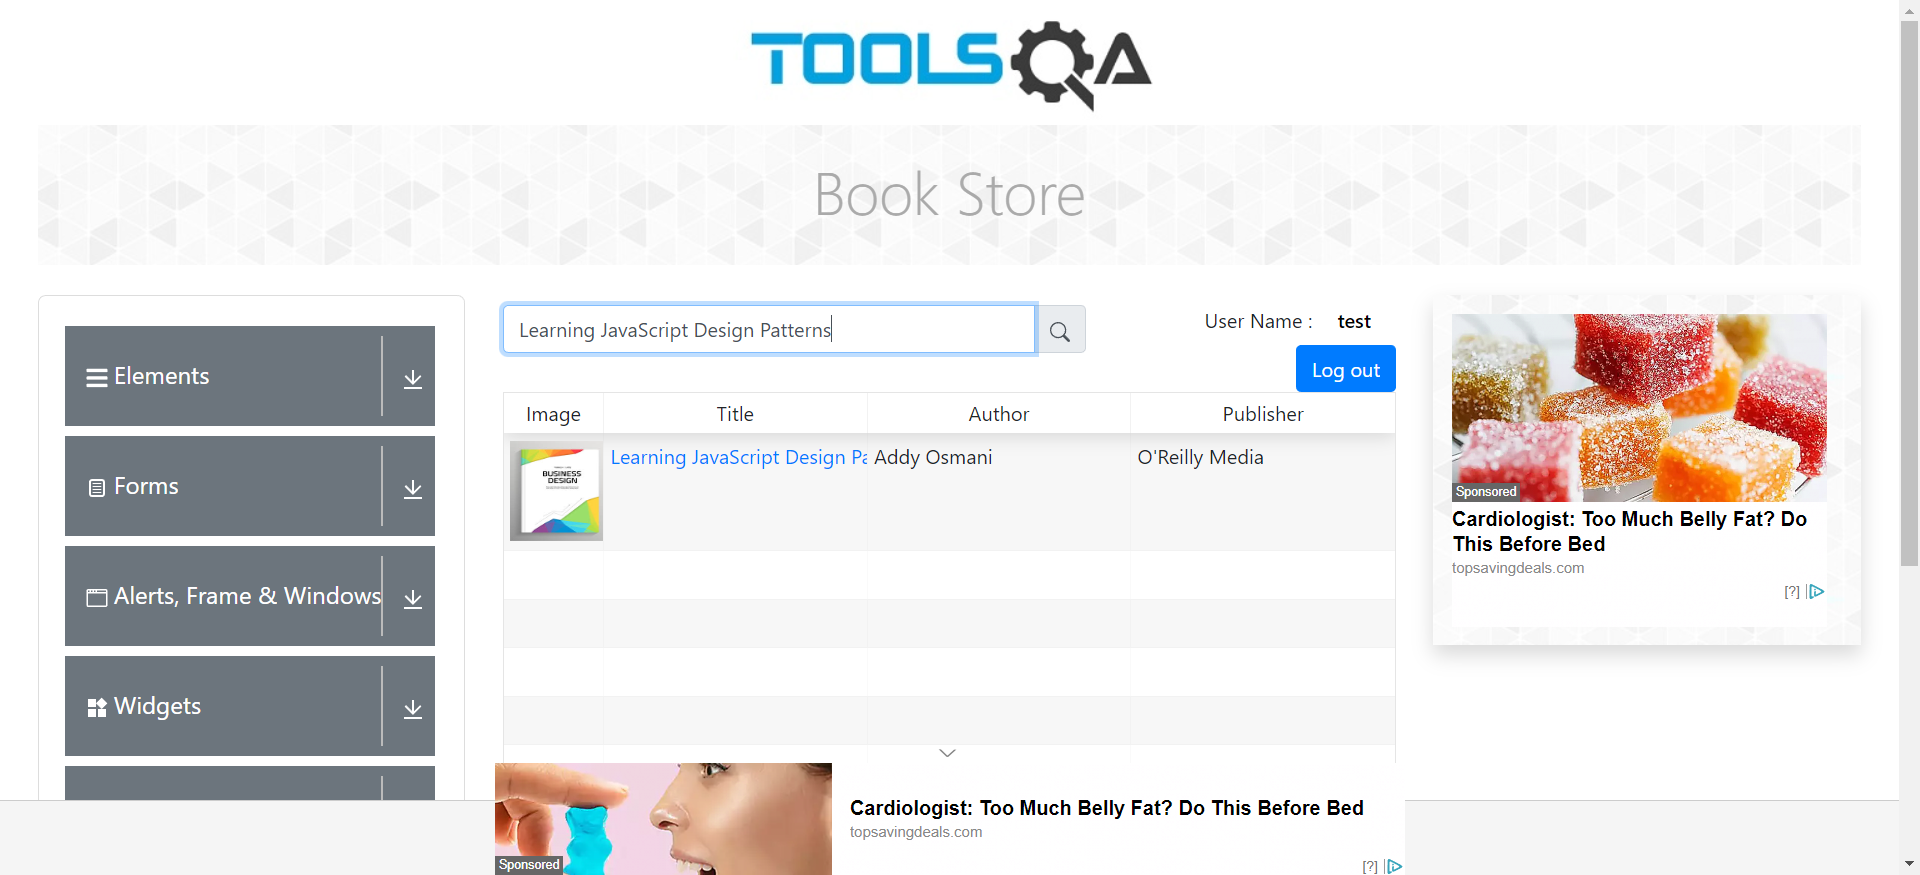 TOOLSQA
Book Store
Elements
Forms
Alerts, Frame & Windows
Widgets
Learning JavaScript Design Patterns
User Name : test
Log out
Image Title Author Publisher
BUSINESS
DESIGN
Learning JavaScript Design Pa Addy Osmani O'Reilly Media
Sponsored
Cardiologist: Too Much Belly Fat? Do
This Before Bed
topsavingdeals.com
[?]
Sponsored
Cardiologist: Too Much Belly Fat? Do This Before Bed
topsavingdeals.com
[?]